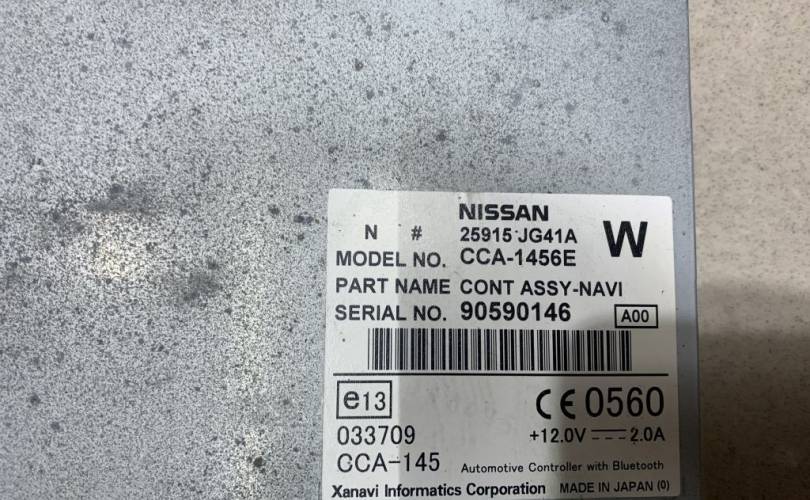 NISSAN
N # 25915 JG41A W
MODEL NO. CCA-1456E
PART NAME CONT ASSY-NAVI
SERIAL NO. 90590146 A00
e13 CE 0560
033709 +12.0V 2.0A
CCA-145 Automotive Controller with Bluetooth
Xanavi Informatics Corporation MADE IN JAPAN (0)